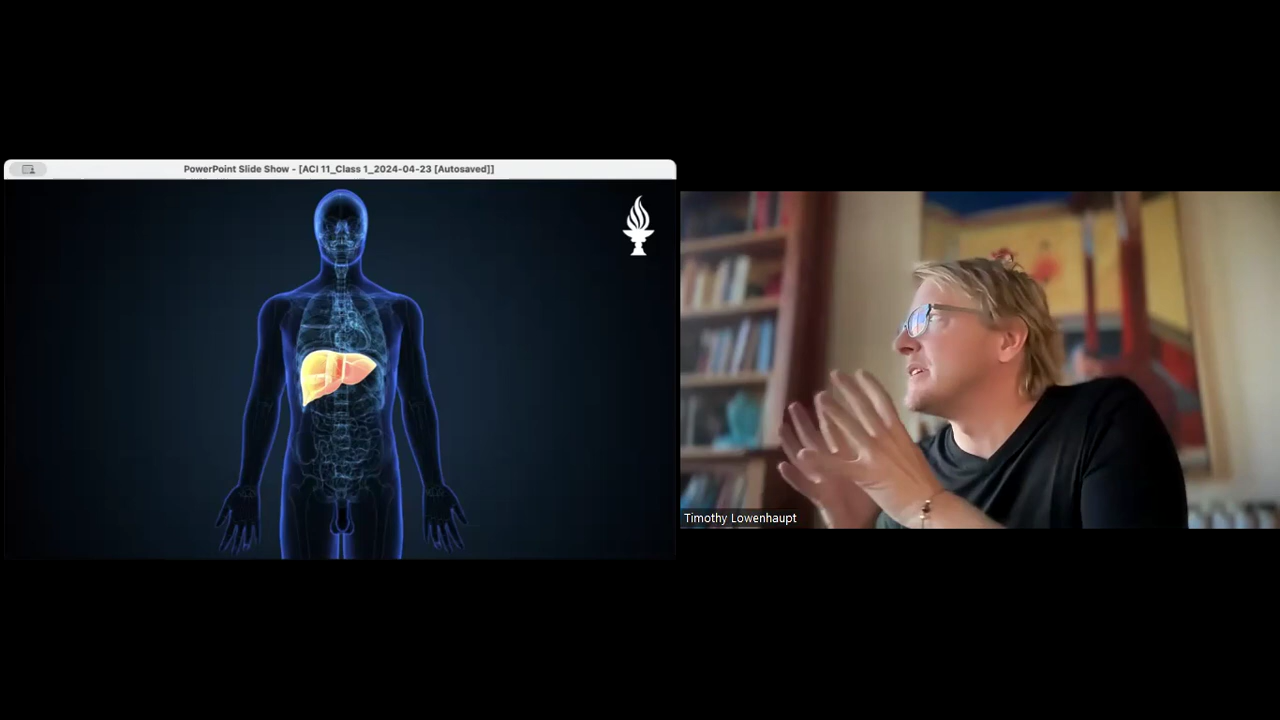 PowerPoint Slide Show - [ACI 11_Class 1_2024-04-23 [Autosaved]]
Timothy Lowenhaupt